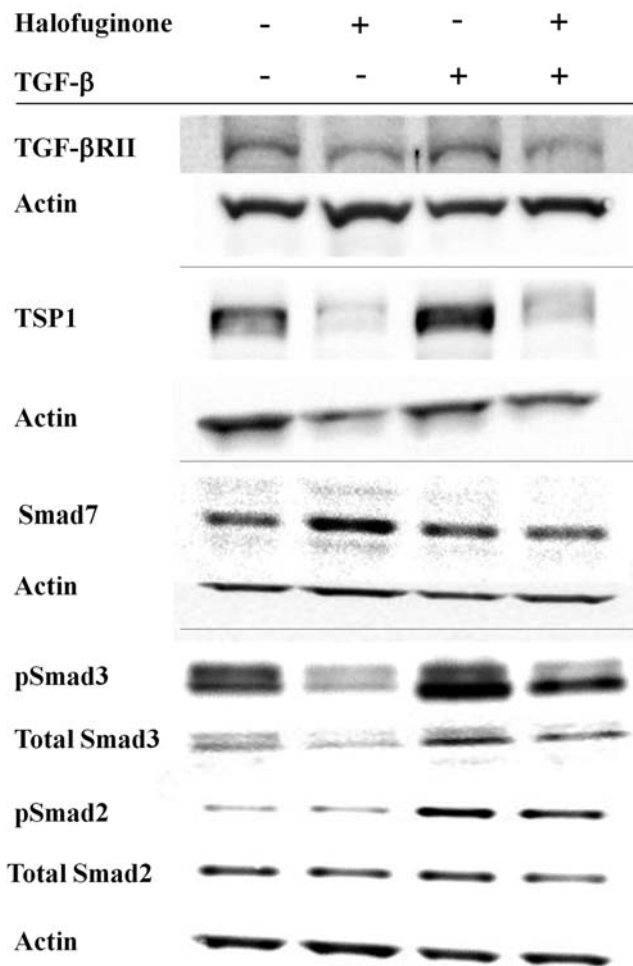 Halofuginone - + - +
TGF-β - - + +
TGF-βRII
Actin
TSP1
Actin
Smad7
Actin
pSmad3
Total Smad3
pSmad2
Total Smad2
Actin